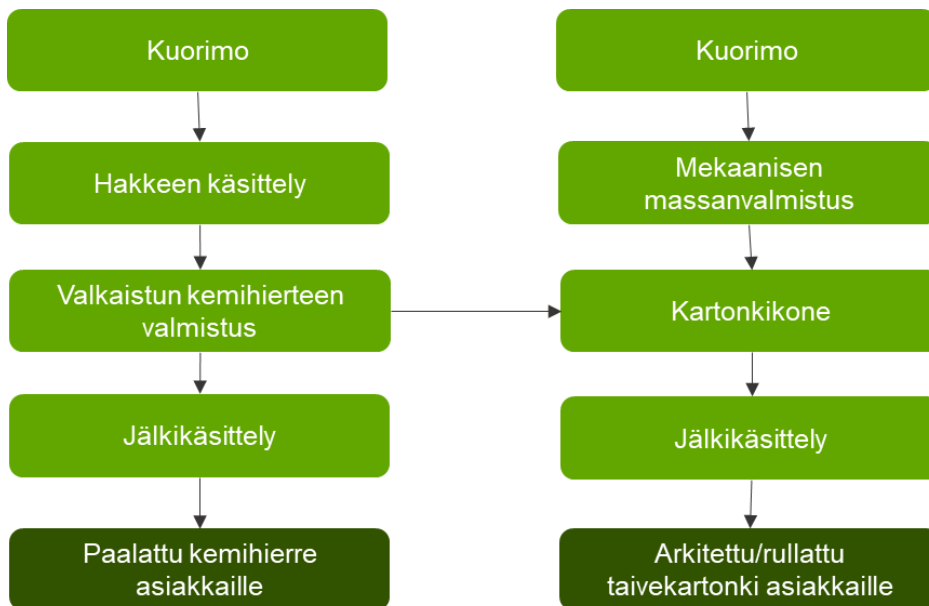 Kuorimo
Hakkeen käsittely
Valkaistun kemihierteen
valmistus
Jälkikäsittely
Paalattu kemihierre
asiakkaille
Kuorimo
Mekaanisen
massanvalmistus
Kartonkikone
Jälkikäsittely
Arkitettu/rullattu
taivekartonki asiakkaille